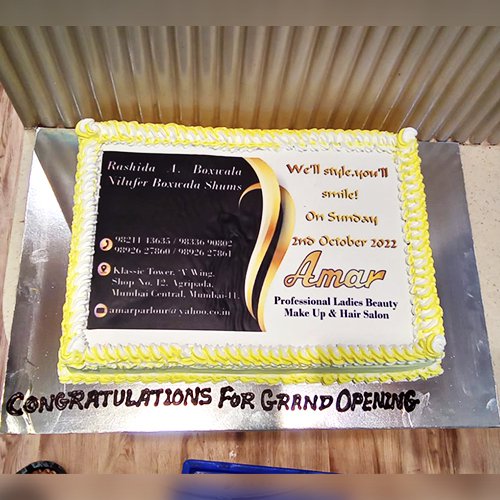 Rashida A. Boxwala
Nilufer Boxwala Shums
98211 43635 / 98336 90802
98926 27860 / 98926 27861
Klassic Tower, 'A' Wing,
Shop No. 12, Agripada,
Mumbai Central, Mumbai-11.
amarparlour@yahoo.co.in
We'll style,you'll
smile!
On Sunday
2nd October 2022
Amar
Professional Ladies Beauty
Make Up & Hair Salon
CONGRATULATIONS FOR GRAND OPENING